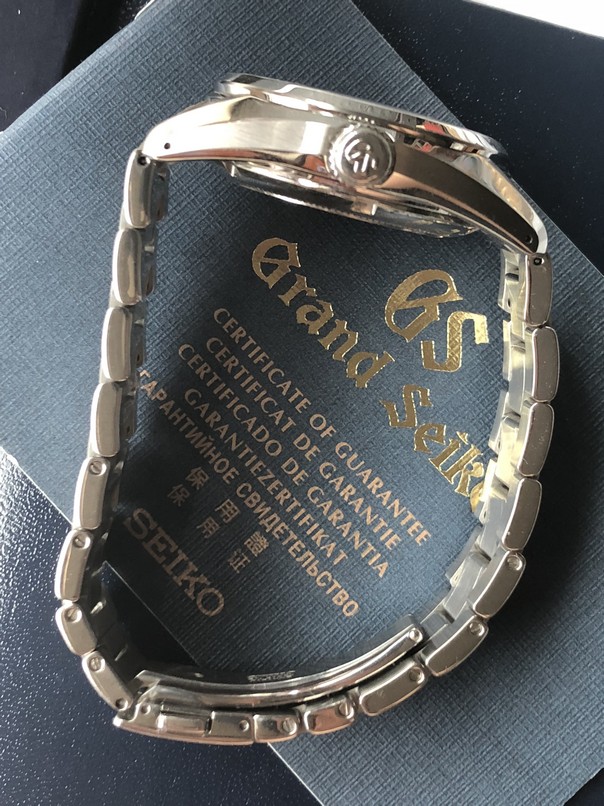 GS
Grand Seiko
CERTIFICATE OF GUARANTEE
CERTIFICAT DE GARANTIE
CERTIFICADO DE GARANTIA
GARANTIEZERTIFIKAT
ГАРАНТИЙНОЕ СВИДЕТЕЛЬСТВО
保用證
保用证
SEIKO